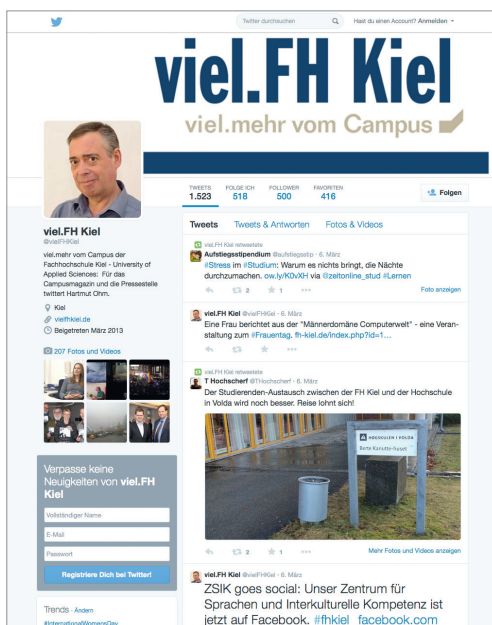 Twitter durchsuchen
Hast du einen Account? Anmelden
viel.FH Kiel
viel.mehr vom Campus
TWEETS FOLGE ICH FOLLOWER FAVORITEN
1.523 518 500 416
Folgen
viel.FH Kiel
@vielFHKiel
viel.mehr vom Campus der
Fachhochschule Kiel - University of
Applied Sciences: Für das
Campusmagazin und die Pressestelle
twittert Hartmut Ohm.
Kiel
vielfhkiel.de
Beigetreten März 2013
207 Fotos und Videos
Verpasse keine
Neuigkeiten von viel.FH
Kiel
Vollständiger Name
E-Mail
Passwort
Registriere Dich bei Twitter!
Trends · Ändern
#InternationalWomensDay
Tweets Tweets & Antworten Fotos & Videos
viel.FH Kiel retweetete
Aufstiegsstipendium @aufstiegsstip · 6. März
#Stress im #Studium: Warum es nichts bringt, die Nächte
durchzumachen. ow.ly/K0vXH via @zeitonline_stud #Lernen
2 1 Foto anzeigen
viel.FH Kiel @vielFHKiel · 6. März
Eine Frau berichtet aus der "Männerdomäne Computerwelt" - eine Veran-
staltung zum #Frauentag. fh-kiel.de/index.php?id=1…
viel.FH Kiel retweetete
T Hochscherf @THochscherf · 6. März
Der Studierenden-Austausch zwischen der FH Kiel und der Hochschule
in Volda wird noch besser. Reise lohnt sich!
HØGSKULEN I VOLDA
Berte Kanutte-huset
2 1 Mehr Fotos und Videos anzeigen
viel.FH Kiel @vielFHKiel · 6. März
ZSIK goes social: Unser Zentrum für
Sprachen und Interkulturelle Kompetenz ist
jetzt auf Facebook. #fhkiel facebook.com